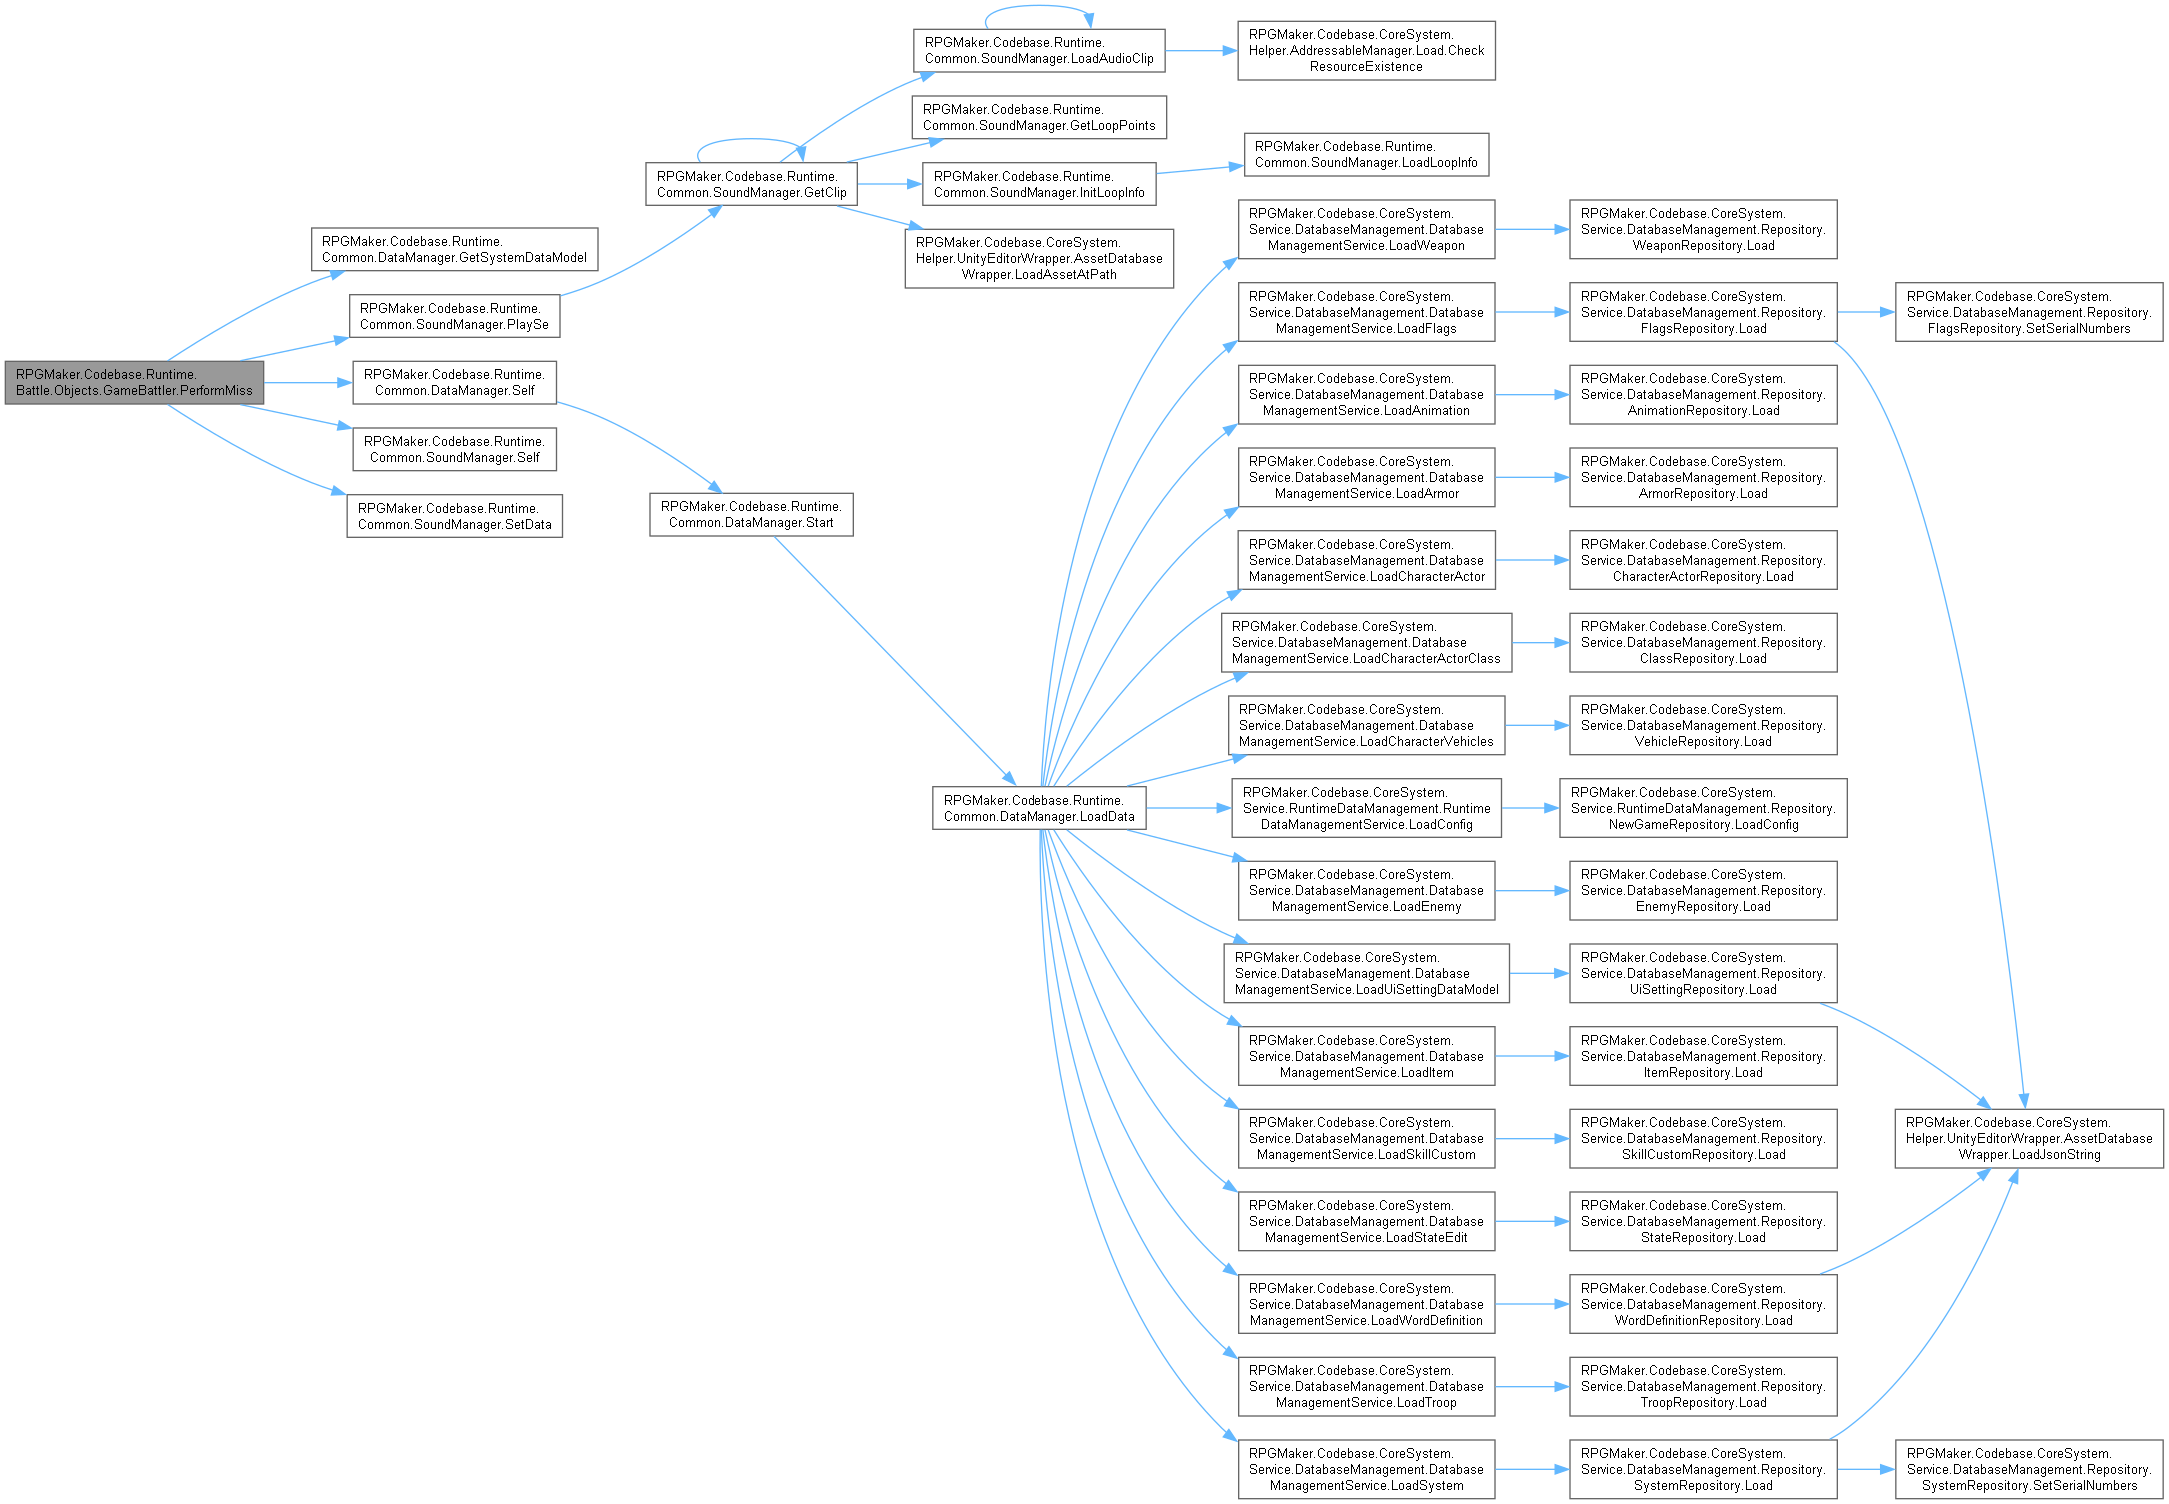 RPGMaker.Codebase.Runtime.
Battle.Objects.GameBattler.PerformMiss
RPGMaker.Codebase.Runtime.
Common.DataManager.GetSystemDataModel
RPGMaker.Codebase.Runtime.
Common.SoundManager.PlaySe
RPGMaker.Codebase.Runtime.
Common.DataManager.Self
RPGMaker.Codebase.Runtime.
Common.SoundManager.Self
RPGMaker.Codebase.Runtime.
Common.SoundManager.SetData
RPGMaker.Codebase.Runtime.
Common.SoundManager.GetClip
RPGMaker.Codebase.Runtime.
Common.DataManager.Start
RPGMaker.Codebase.Runtime.
Common.SoundManager.LoadAudioClip
RPGMaker.Codebase.Runtime.
Common.SoundManager.GetLoopPoints
RPGMaker.Codebase.Runtime.
Common.SoundManager.InitLoopInfo
RPGMaker.Codebase.CoreSystem.
Helper.UnityEditorWrapper.AssetDatabase
Wrapper.LoadAssetAtPath
RPGMaker.Codebase.Runtime.
Common.DataManager.LoadData
RPGMaker.Codebase.CoreSystem.
Helper.AddressableManager.Load.Check
ResourceExistence
RPGMaker.Codebase.Runtime.
Common.SoundManager.LoadLoopInfo
RPGMaker.Codebase.CoreSystem.
Service.DatabaseManagement.Database
ManagementService.LoadWeapon
RPGMaker.Codebase.CoreSystem.
Service.DatabaseManagement.Database
ManagementService.LoadFlags
RPGMaker.Codebase.CoreSystem.
Service.DatabaseManagement.Database
ManagementService.LoadAnimation
RPGMaker.Codebase.CoreSystem.
Service.DatabaseManagement.Database
ManagementService.LoadArmor
RPGMaker.Codebase.CoreSystem.
Service.DatabaseManagement.Database
ManagementService.LoadCharacterActor
RPGMaker.Codebase.CoreSystem.
Service.DatabaseManagement.Database
ManagementService.LoadCharacterActorClass
RPGMaker.Codebase.CoreSystem.
Service.DatabaseManagement.Database
ManagementService.LoadCharacterVehicles
RPGMaker.Codebase.CoreSystem.
Service.RuntimeDataManagement.Runtime
DataManagementService.LoadConfig
RPGMaker.Codebase.CoreSystem.
Service.DatabaseManagement.Database
ManagementService.LoadEnemy
RPGMaker.Codebase.CoreSystem.
Service.DatabaseManagement.Database
ManagementService.LoadUiSettingDataModel
RPGMaker.Codebase.CoreSystem.
Service.DatabaseManagement.Database
ManagementService.LoadItem
RPGMaker.Codebase.CoreSystem.
Service.DatabaseManagement.Database
ManagementService.LoadSkillCustom
RPGMaker.Codebase.CoreSystem.
Service.DatabaseManagement.Database
ManagementService.LoadStateEdit
RPGMaker.Codebase.CoreSystem.
Service.DatabaseManagement.Database
ManagementService.LoadWordDefinition
RPGMaker.Codebase.CoreSystem.
Service.DatabaseManagement.Database
ManagementService.LoadTroop
RPGMaker.Codebase.CoreSystem.
Service.DatabaseManagement.Database
ManagementService.LoadSystem
RPGMaker.Codebase.CoreSystem.
Service.DatabaseManagement.Repository.
WeaponRepository.Load
RPGMaker.Codebase.CoreSystem.
Service.DatabaseManagement.Repository.
FlagsRepository.Load
RPGMaker.Codebase.CoreSystem.
Service.DatabaseManagement.Repository.
AnimationRepository.Load
RPGMaker.Codebase.CoreSystem.
Service.DatabaseManagement.Repository.
ArmorRepository.Load
RPGMaker.Codebase.CoreSystem.
Service.DatabaseManagement.Repository.
CharacterActorRepository.Load
RPGMaker.Codebase.CoreSystem.
Service.DatabaseManagement.Repository.
ClassRepository.Load
RPGMaker.Codebase.CoreSystem.
Service.DatabaseManagement.Repository.
VehicleRepository.Load
RPGMaker.Codebase.CoreSystem.
Service.RuntimeDataManagement.Repository.
NewGameRepository.LoadConfig
RPGMaker.Codebase.CoreSystem.
Service.DatabaseManagement.Repository.
EnemyRepository.Load
RPGMaker.Codebase.CoreSystem.
Service.DatabaseManagement.Repository.
UiSettingRepository.Load
RPGMaker.Codebase.CoreSystem.
Service.DatabaseManagement.Repository.
ItemRepository.Load
RPGMaker.Codebase.CoreSystem.
Service.DatabaseManagement.Repository.
SkillCustomRepository.Load
RPGMaker.Codebase.CoreSystem.
Service.DatabaseManagement.Repository.
StateRepository.Load
RPGMaker.Codebase.CoreSystem.
Service.DatabaseManagement.Repository.
WordDefinitionRepository.Load
RPGMaker.Codebase.CoreSystem.
Service.DatabaseManagement.Repository.
TroopRepository.Load
RPGMaker.Codebase.CoreSystem.
Service.DatabaseManagement.Repository.
SystemRepository.Load
RPGMaker.Codebase.CoreSystem.
Service.DatabaseManagement.Repository.
FlagsRepository.SetSerialNumbers
RPGMaker.Codebase.CoreSystem.
Helper.UnityEditorWrapper.AssetDatabase
Wrapper.LoadJsonString
RPGMaker.Codebase.CoreSystem.
Service.DatabaseManagement.Repository.
SystemRepository.SetSerialNumbers